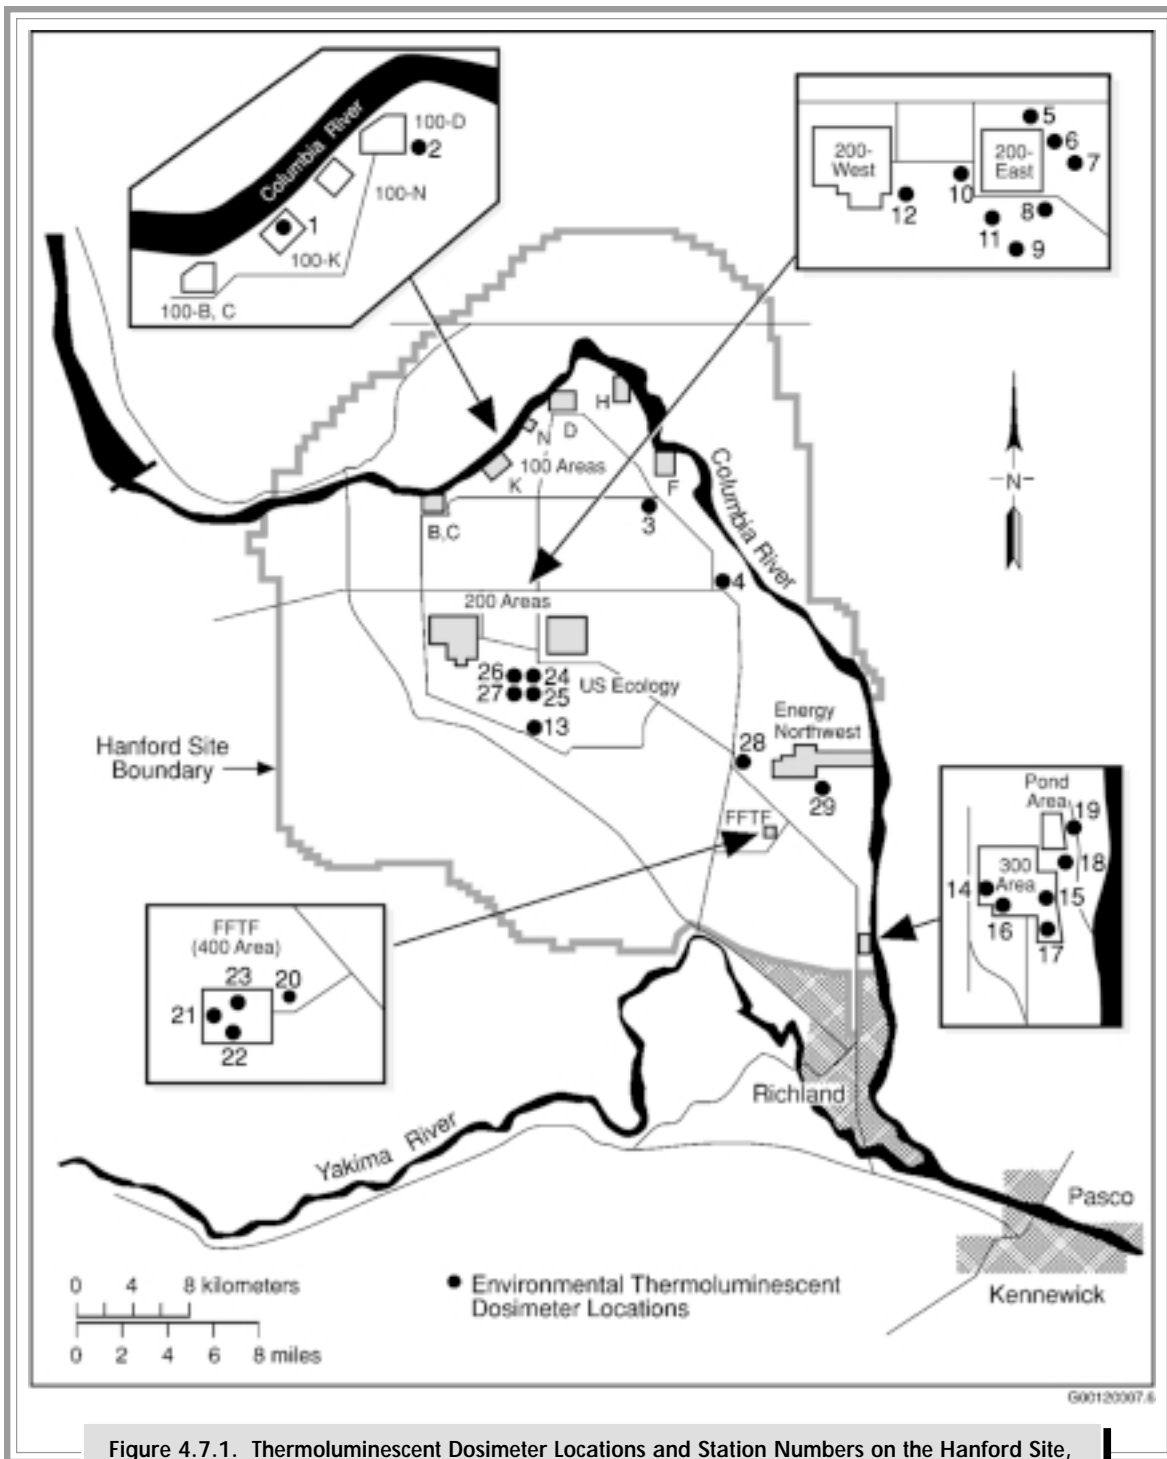 Columbia River
100-D
2
100-N
1
100-K
100-B, C
200-
West
200-
East
5
6
7
10
12
8
11
9
H
N
D
100 Areas
K
F
B,C
3
Columbia River
N
4
200 Areas
26
24
27
25
US Ecology
13
Energy
Northwest
28
29
Hanford Site
Boundary
FFTF
Pond
Area
19
18
300
Area
14
15
16
17
FFTF
(400 Area)
23
20
21
22
Richland
Yakima River
Pasco
Kennewick
0 4 8 kilometers
0 2 4 6 8 miles
Environmental Thermoluminescent
Dosimeter Locations
G00120307.6
Figure 4.7.1. Thermoluminescent Dosimeter Locations and Station Numbers on the Hanford Site,